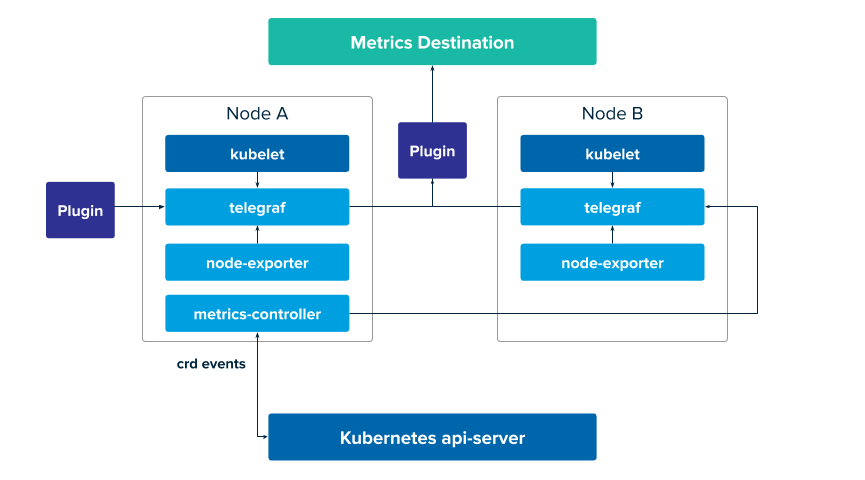 Metrics Destination
Node A
Node B
kubelet
Plugin
kubelet
Plugin
telegraf
telegraf
node-exporter
node-exporter
metrics-controller
crd events
Kubernetes api-server